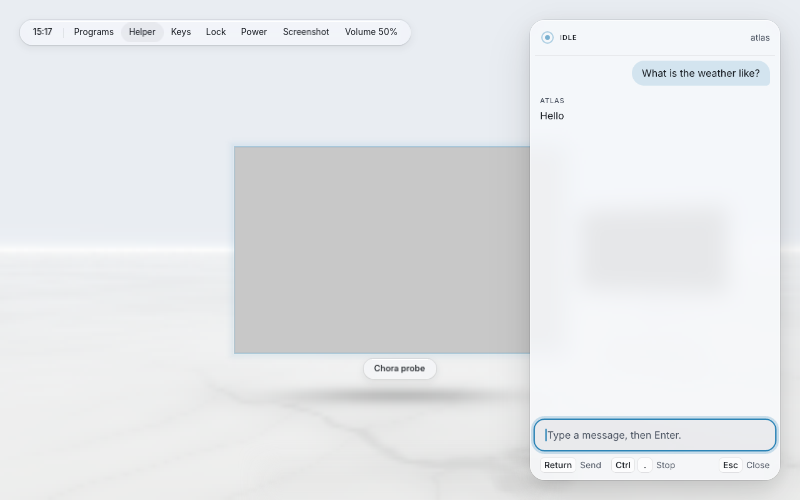 15:17 Programs Helper Keys Lock Power Screenshot Volume 50%
IDLE atlas
What is the weather like?
ATLAS
Hello
Chora probe
Type a message, then Enter.
Return Send Ctrl . Stop Esc Close